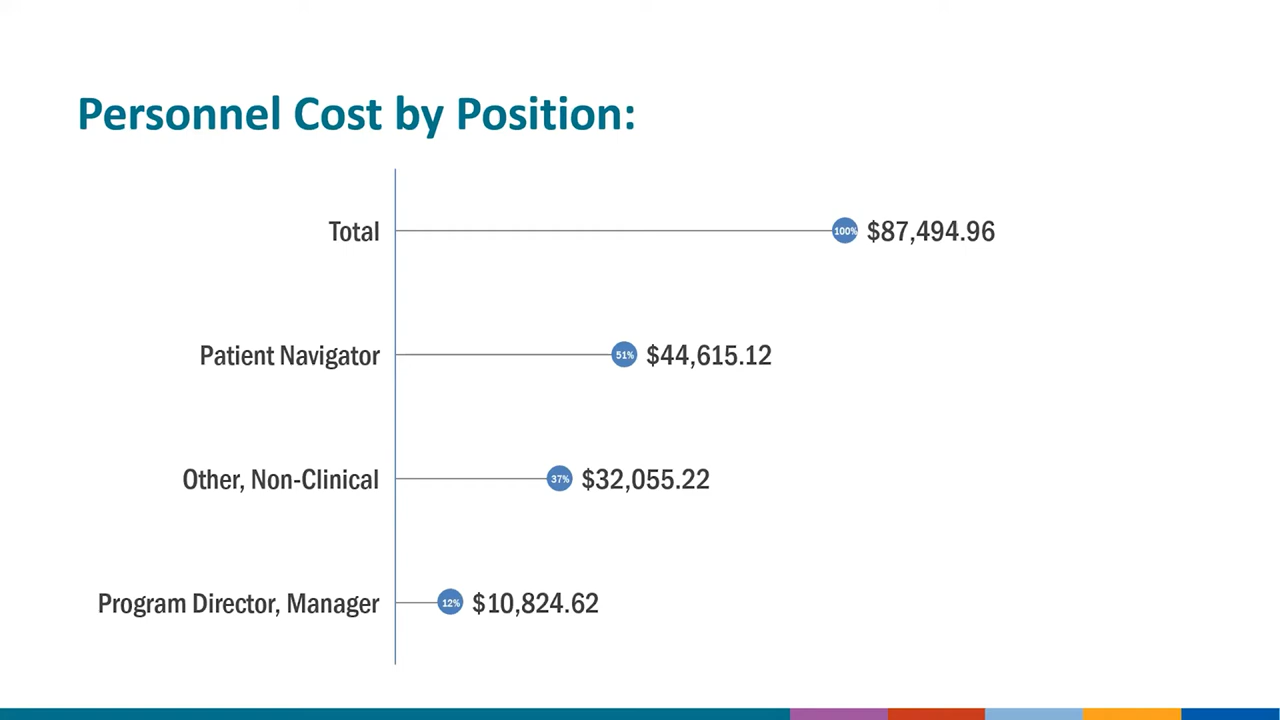 Personnel Cost by Position:
Total 100% $87,494.96
Patient Navigator 51% $44,615.12
Other, Non-Clinical 37% $32,055.22
Program Director, Manager 12% $10,824.62